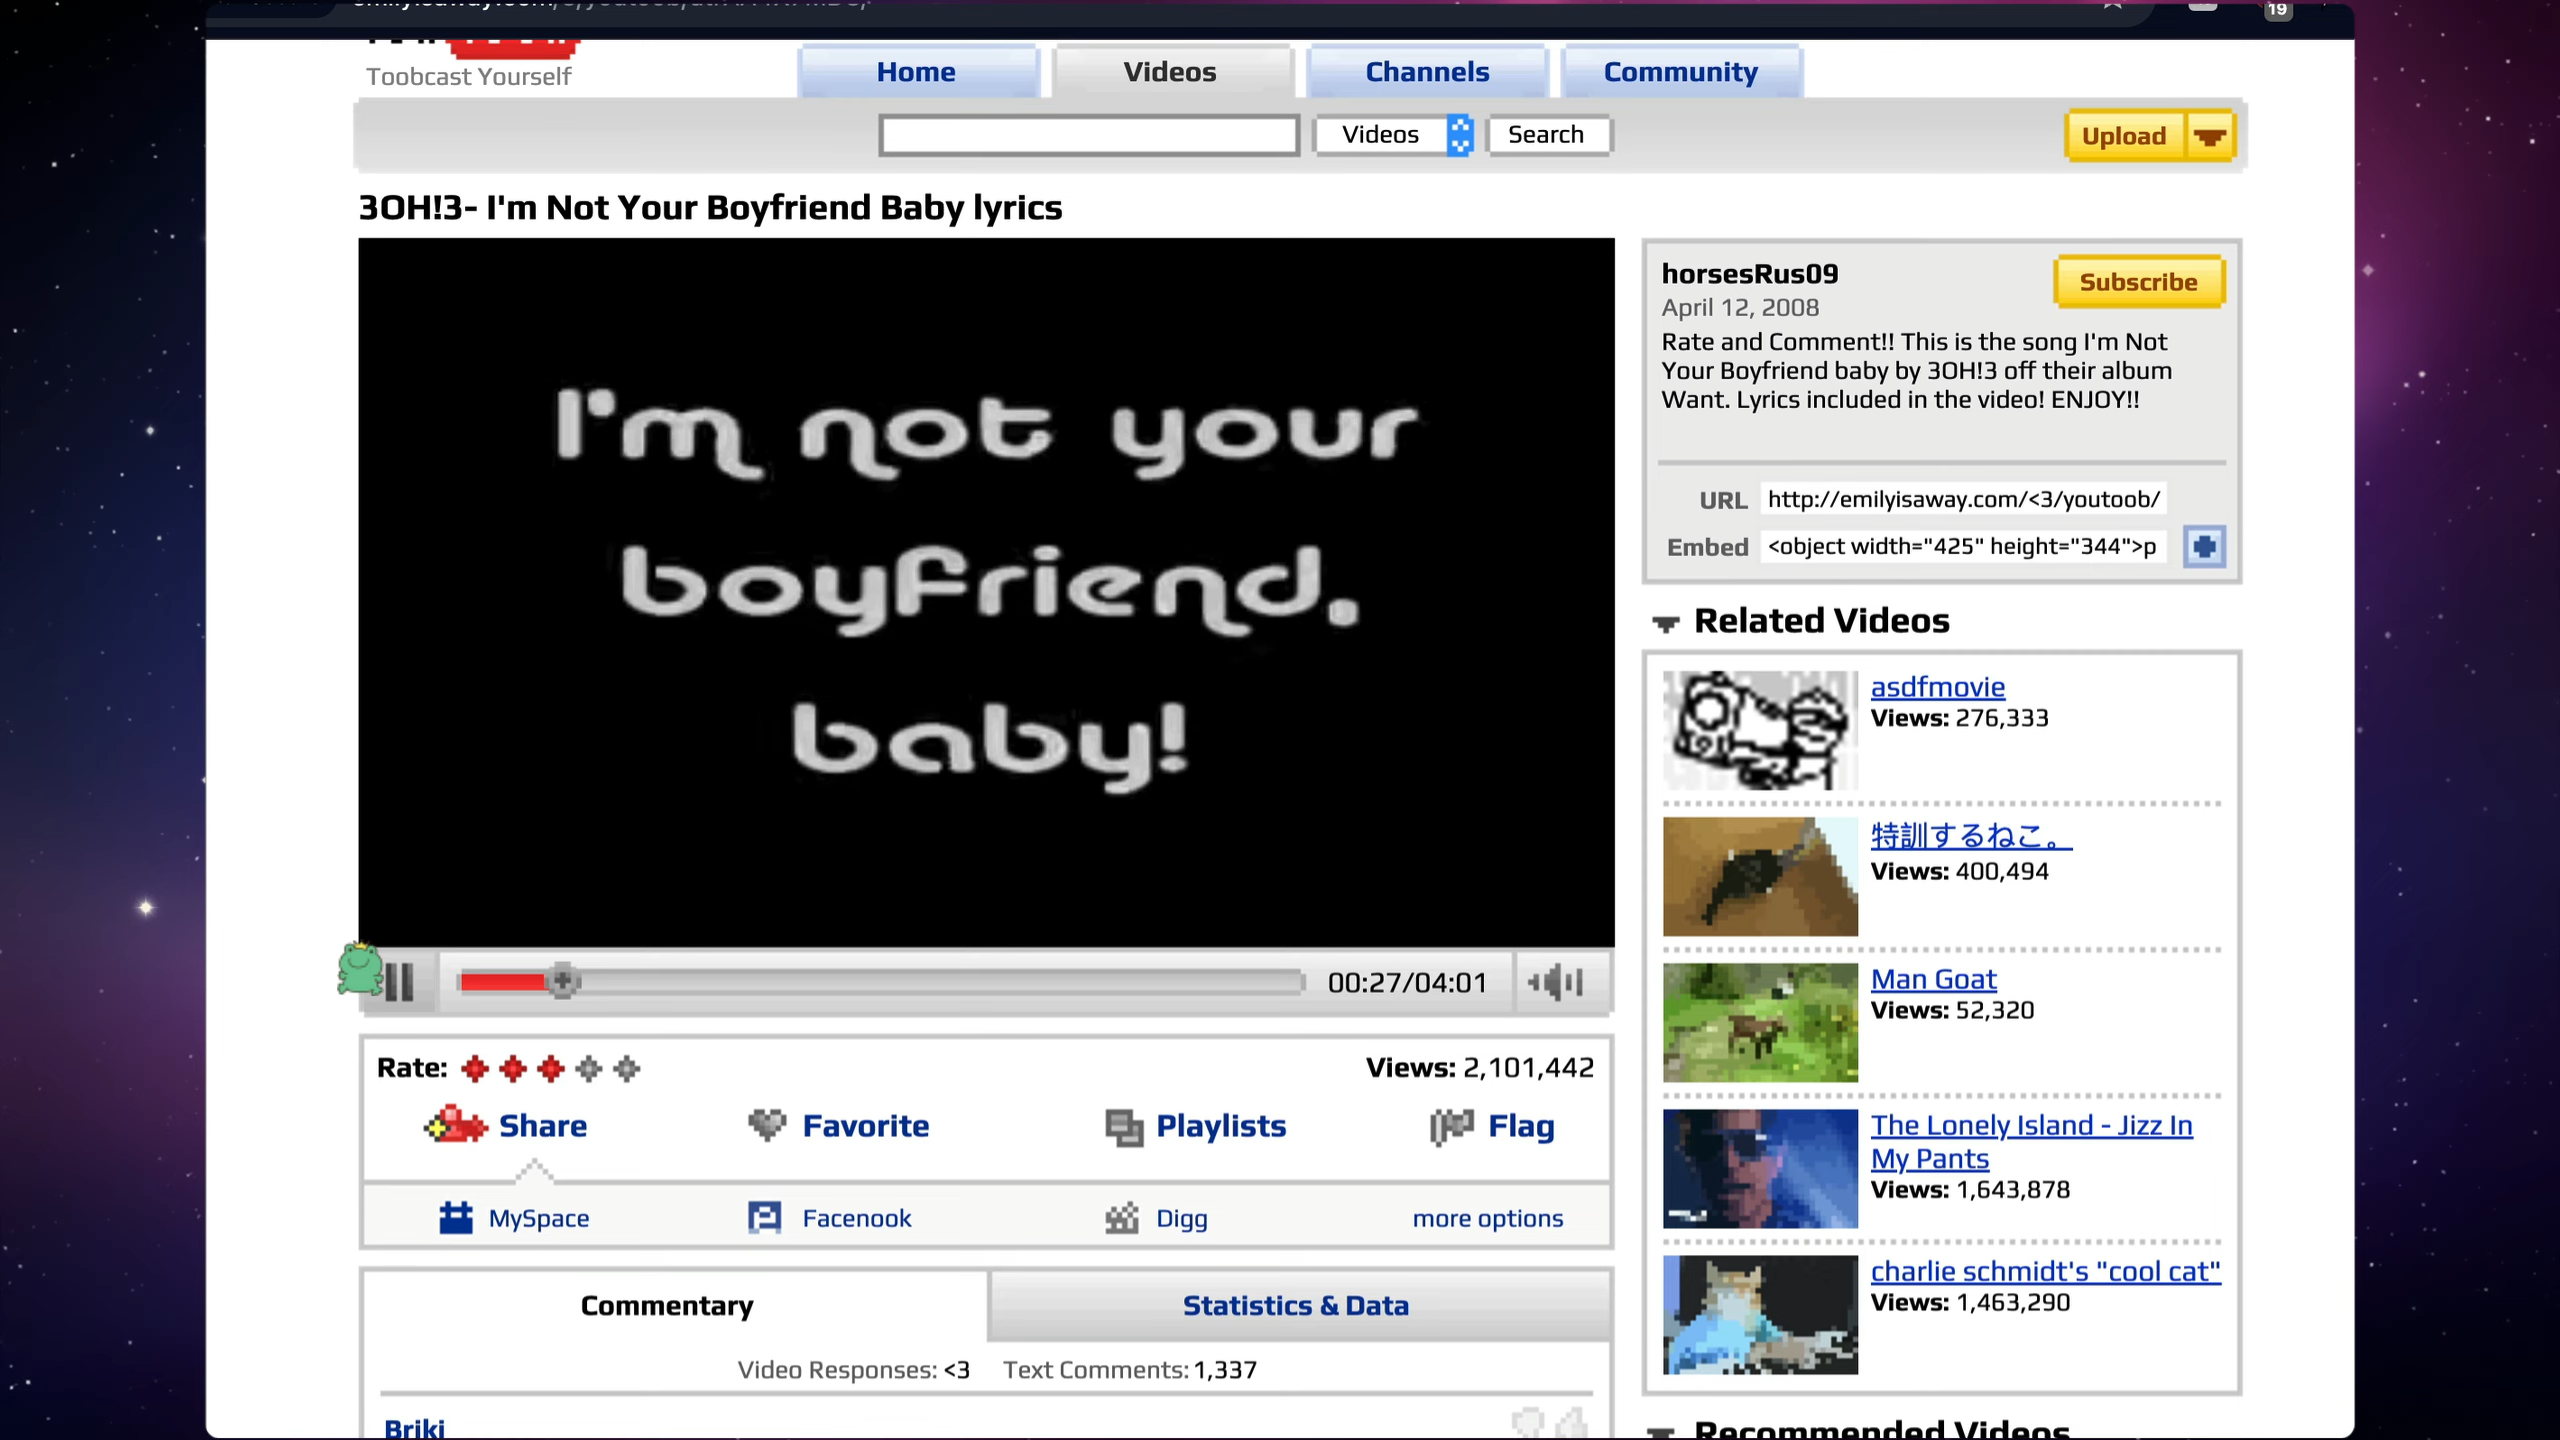 19
Toobcast Yourself
Home
Videos
Channels
Community
Videos
Search
Upload
3OH!3- I'm Not Your Boyfriend Baby lyrics
I'm not your
boyfriend.
baby!
00:27/04:01
Rate:
Views: 2,101,442
Share
Favorite
Playlists
Flag
MySpace
Facenook
Digg
more options
Commentary
Statistics & Data
Video Responses: <3 Text Comments: 1,337
Briki
horsesRus09
Subscribe
April 12, 2008
Rate and Comment!! This is the song I'm Not
Your Boyfriend baby by 3OH!3 off their album
Want. Lyrics included in the video! ENJOY!!
URL http://emilyisaway.com/<3/youtoob/
Embed <object width="425" height="344">p
Related Videos
asdfmovie
Views: 276,333
特訓するねこ。
Views: 400,494
Man Goat
Views: 52,320
The Lonely Island - Jizz In
My Pants
Views: 1,643,878
charlie schmidt's "cool cat"
Views: 1,463,290
Recommended Videos